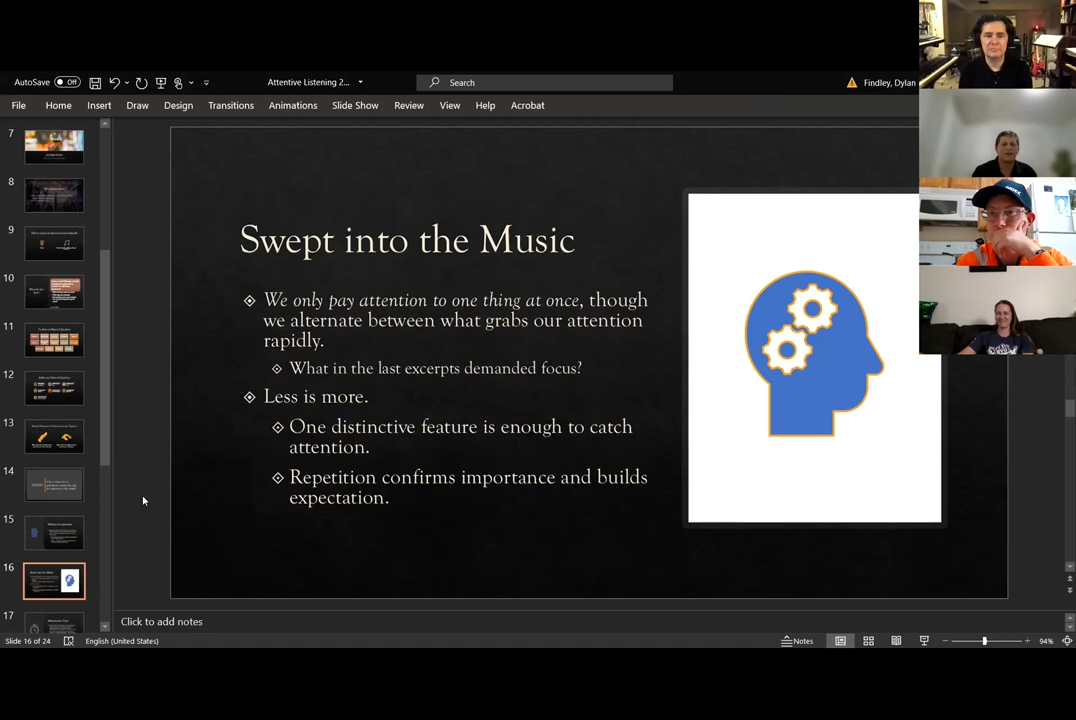 AutoSave Off
Attentive Listening 2...
Search
Findley, Dylan
File Home Insert Draw Design Transitions Animations Slide Show Review View Help Acrobat
7
8
9
10
11
12
13
14
15
16
17
Swept into the Music
We only pay attention to one thing at once, though
we alternate between what grabs our attention
rapidly.
What in the last excerpts demanded focus?
Less is more.
One distinctive feature is enough to catch
attention.
Repetition confirms importance and builds
expectation.
Click to add notes
Slide 16 of 24 English (United States) Notes 94%